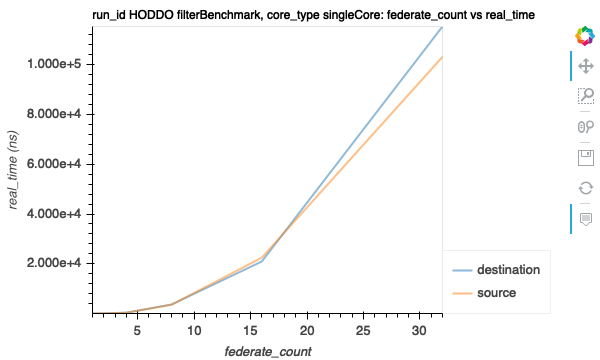 run_id HODDO filterBenchmark, core_type singleCore: federate_count vs real_time
real_time (ns)
1.000e+5
8.000e+4
6.000e+4
4.000e+4
2.000e+4
5 10 15 20 25 30
federate_count
destination
source